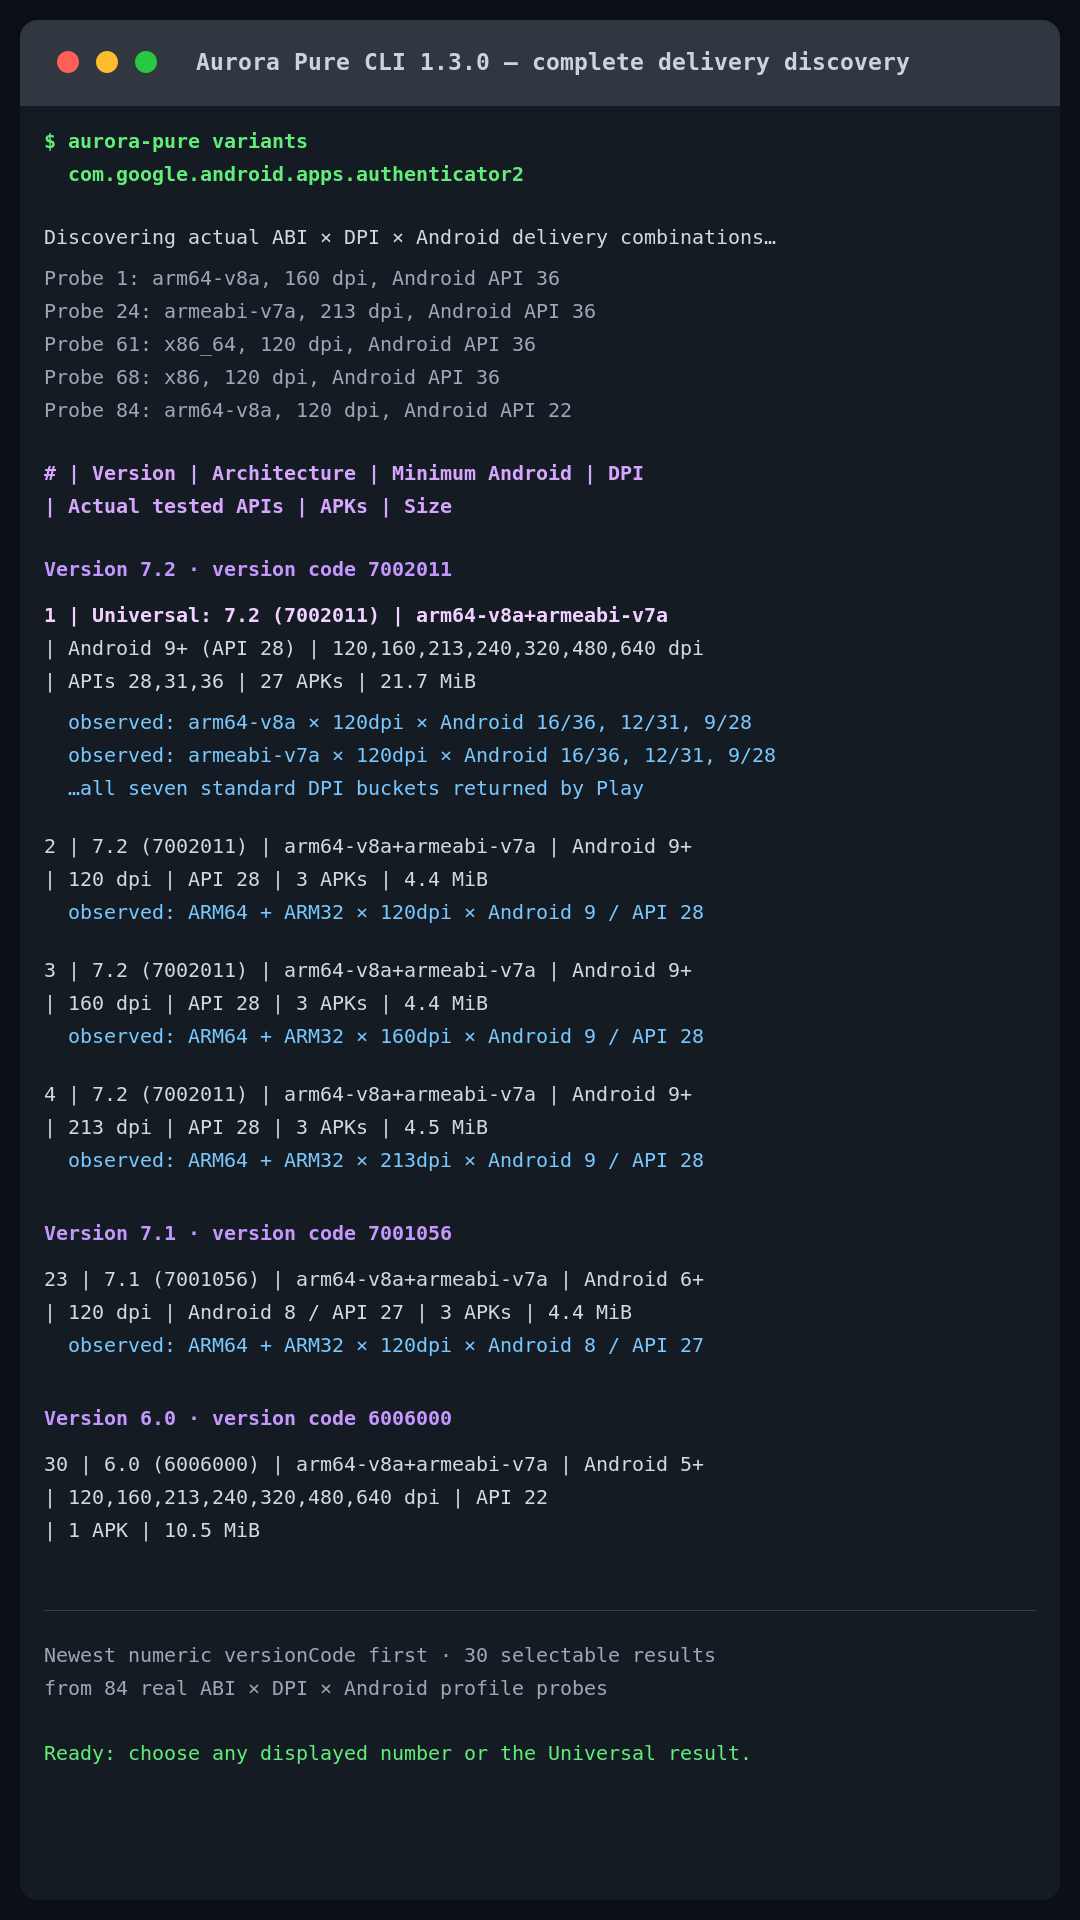 Aurora Pure CLI 1.3.0 — complete delivery discovery
$ aurora-pure variants
com.google.android.apps.authenticator2
Discovering actual ABI × DPI × Android delivery combinations…
Probe 1: arm64-v8a, 160 dpi, Android API 36
Probe 24: armeabi-v7a, 213 dpi, Android API 36
Probe 61: x86_64, 120 dpi, Android API 36
Probe 68: x86, 120 dpi, Android API 36
Probe 84: arm64-v8a, 120 dpi, Android API 22
# | Version | Architecture | Minimum Android | DPI
| Actual tested APIs | APKs | Size
Version 7.2 · version code 7002011
1 | Universal: 7.2 (7002011) | arm64-v8a+armeabi-v7a
| Android 9+ (API 28) | 120,160,213,240,320,480,640 dpi
| APIs 28,31,36 | 27 APKs | 21.7 MiB
observed: arm64-v8a × 120dpi × Android 16/36, 12/31, 9/28
observed: armeabi-v7a × 120dpi × Android 16/36, 12/31, 9/28
…all seven standard DPI buckets returned by Play
2 | 7.2 (7002011) | arm64-v8a+armeabi-v7a | Android 9+
| 120 dpi | API 28 | 3 APKs | 4.4 MiB
observed: ARM64 + ARM32 × 120dpi × Android 9 / API 28
3 | 7.2 (7002011) | arm64-v8a+armeabi-v7a | Android 9+
| 160 dpi | API 28 | 3 APKs | 4.4 MiB
observed: ARM64 + ARM32 × 160dpi × Android 9 / API 28
4 | 7.2 (7002011) | arm64-v8a+armeabi-v7a | Android 9+
| 213 dpi | API 28 | 3 APKs | 4.5 MiB
observed: ARM64 + ARM32 × 213dpi × Android 9 / API 28
Version 7.1 · version code 7001056
23 | 7.1 (7001056) | arm64-v8a+armeabi-v7a | Android 6+
| 120 dpi | Android 8 / API 27 | 3 APKs | 4.4 MiB
observed: ARM64 + ARM32 × 120dpi × Android 8 / API 27
Version 6.0 · version code 6006000
30 | 6.0 (6006000) | arm64-v8a+armeabi-v7a | Android 5+
| 120,160,213,240,320,480,640 dpi | API 22
| 1 APK | 10.5 MiB
Newest numeric versionCode first · 30 selectable results
from 84 real ABI × DPI × Android profile probes
Ready: choose any displayed number or the Universal result.